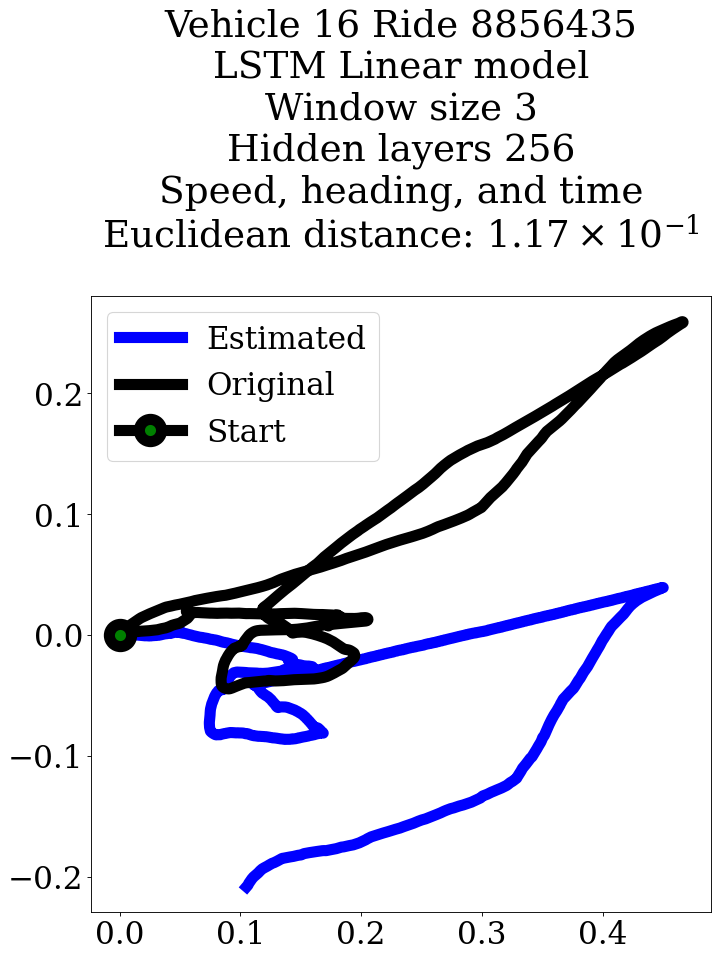 Vehicle 16 Ride 8856435
LSTM Linear model
Window size 3
Hidden layers 256
Speed, heading, and time
Euclidean distance: 1.17 × 10⁻¹
Estimated
Original
Start
0.2
0.1
0.0
−0.1
−0.2
0.0 0.1 0.2 0.3 0.4